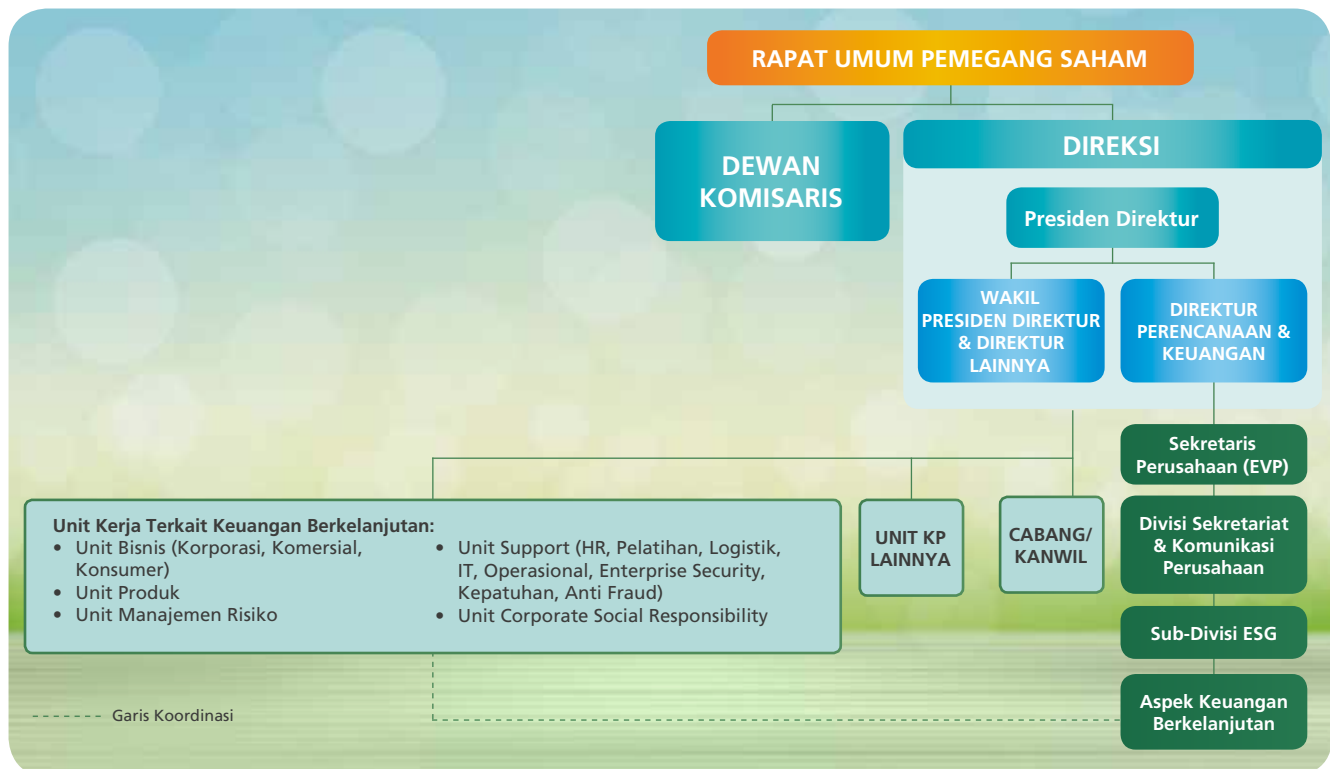 RAPAT UMUM PEMEGANG SAHAM
DEWAN
KOMISARIS
DIREKSI
Presiden Direktur
WAKIL
PRESIDEN DIREKTUR
& DIREKTUR
LAINNYA
DIREKTUR
PERENCANAAN &
KEUANGAN
Sekretaris
Perusahaan (EVP)
Unit Kerja Terkait Keuangan Berkelanjutan:
• Unit Bisnis (Korporasi, Komersial,
Konsumer)
• Unit Produk
• Unit Manajemen Risiko
• Unit Support (HR, Pelatihan, Logistik,
IT, Operasional, Enterprise Security,
Kepatuhan, Anti Fraud)
• Unit Corporate Social Responsibility
UNIT KP
LAINNYA
CABANG/
KANWIL
Divisi Sekretariat
& Komunikasi
Perusahaan
Sub-Divisi ESG
Aspek Keuangan
Berkelanjutan
Garis Koordinasi